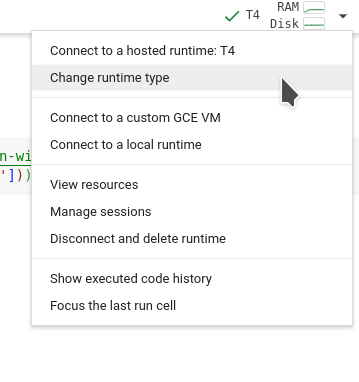 T4
RAM
Disk
Connect to a hosted runtime: T4
Change runtime type
Connect to a custom GCE VM
n-wi
Connect to a local runtime
']))
View resources
Manage sessions
Disconnect and delete runtime
Show executed code history
Focus the last run cell